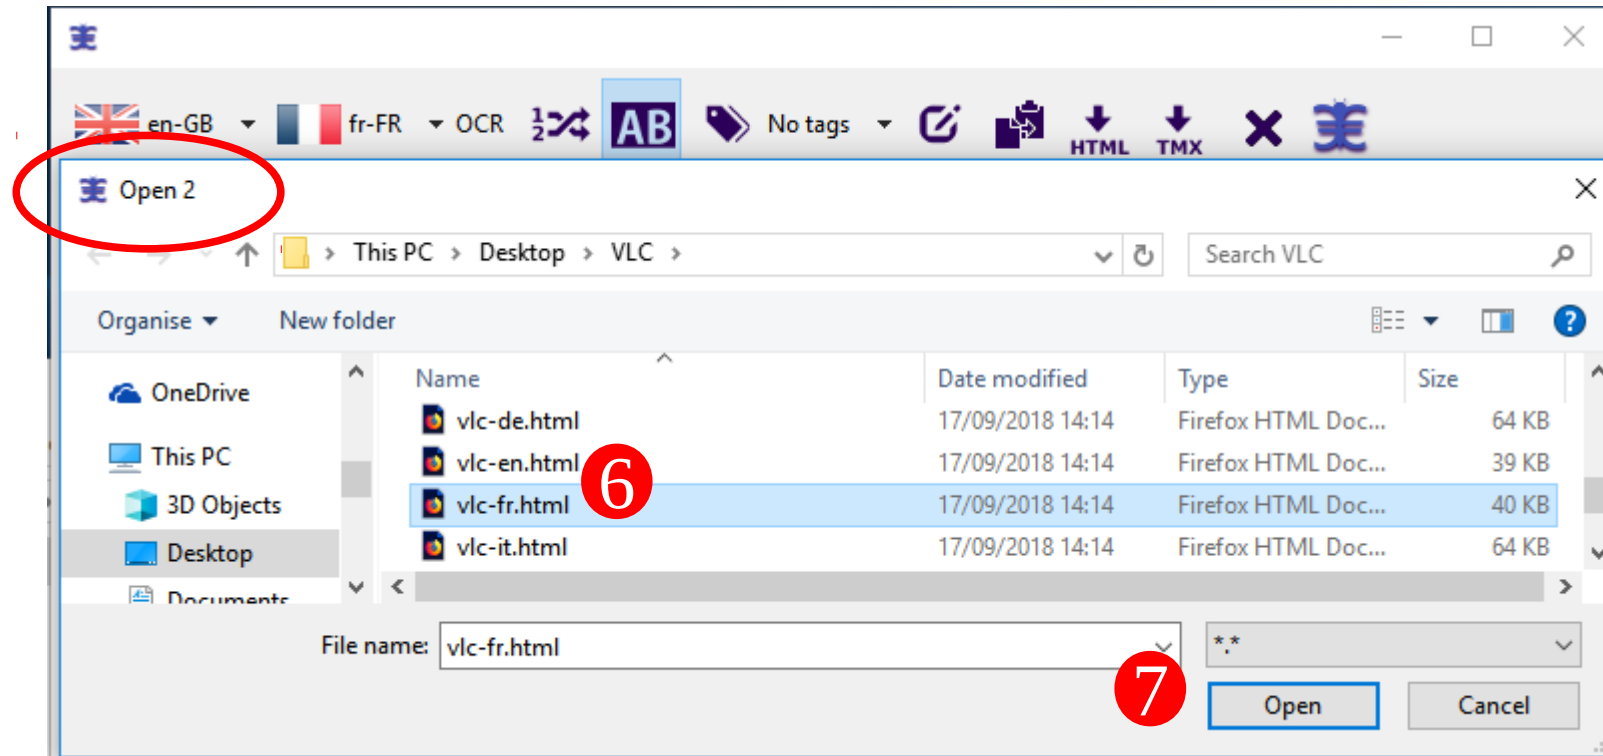 en-GB fr-FR OCR 1 2 AB No tags HTML TMX
Open 2
This PC > Desktop > VLC > Search VLC
Organise New folder ?
Name Date modified Type Size
OneDrive
This PC
3D Objects
Desktop
Documents
vlc-de.html 17/09/2018 14:14 Firefox HTML Doc... 64 KB
vlc-en.html 17/09/2018 14:14 Firefox HTML Doc... 39 KB
6
vlc-fr.html 17/09/2018 14:14 Firefox HTML Doc... 40 KB
vlc-it.html 17/09/2018 14:14 Firefox HTML Doc... 64 KB
File name: vlc-fr.html *.*
7
Open Cancel